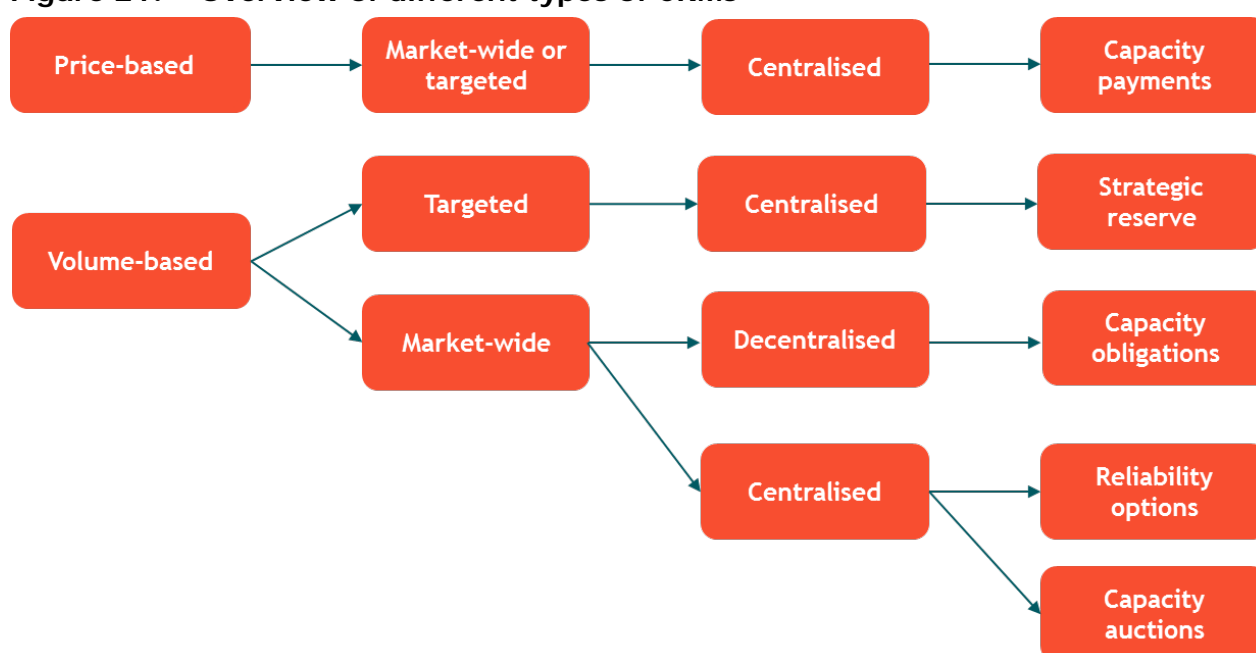 Price-based
Market-wide or
targeted
Centralised
Capacity
payments
Volume-based
Targeted
Centralised
Strategic
reserve
Market-wide
Decentralised
Capacity
obligations
Centralised
Reliability
options
Capacity
auctions